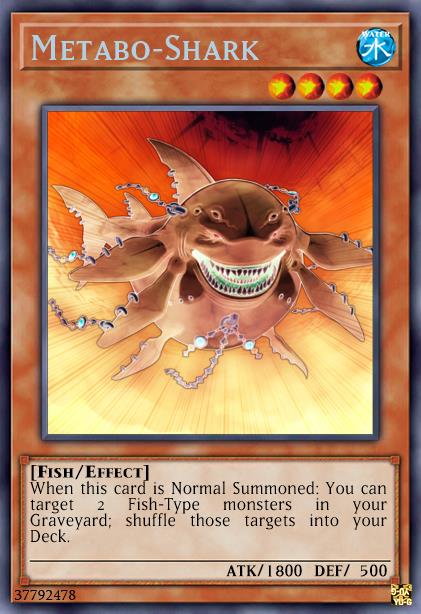 Metabo-Shark
WATER
水
[Fish/Effect]
When this card is Normal Summoned: You can
target 2 Fish-Type monsters in your
Graveyard; shuffle those targets into your
Deck.
ATK/1800 DEF/ 500
37792478